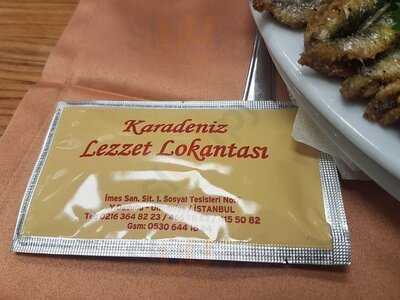 Karadeniz
Lezzet Lokantası
İmes San. Sit. 1. Sosyal Tesisleri No:
İSTANBUL
Tel: 0216 364 82 23 / 15 50 82
Gsm: 0530 644